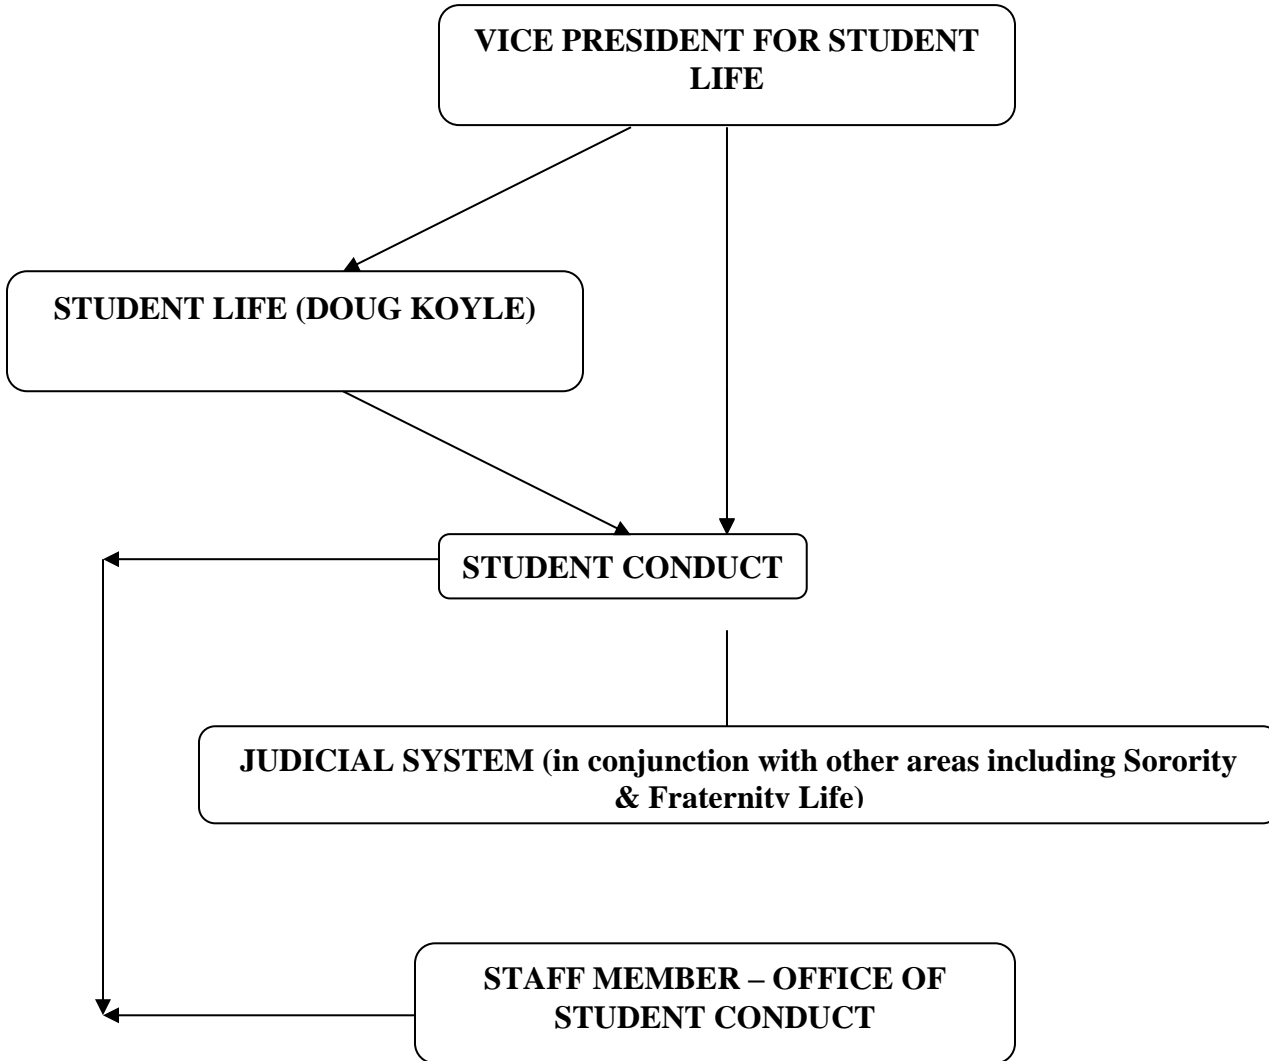 VICE PRESIDENT FOR STUDENT
LIFE
STUDENT LIFE (DOUG KOYLE)
STUDENT CONDUCT
JUDICIAL SYSTEM (in conjunction with other areas including Sorority
& Fraternity Life)
STAFF MEMBER – OFFICE OF
STUDENT CONDUCT